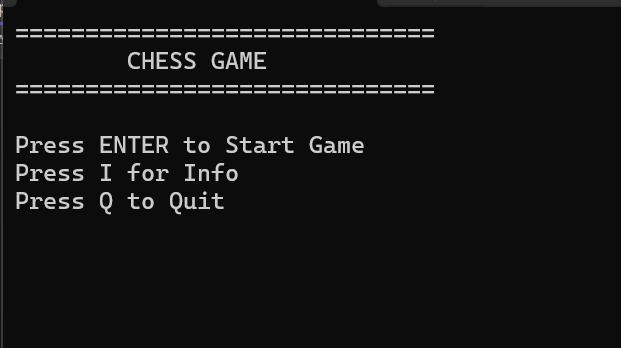 ==============================
        CHESS GAME
==============================
Press ENTER to Start Game
Press I for Info
Press Q to Quit